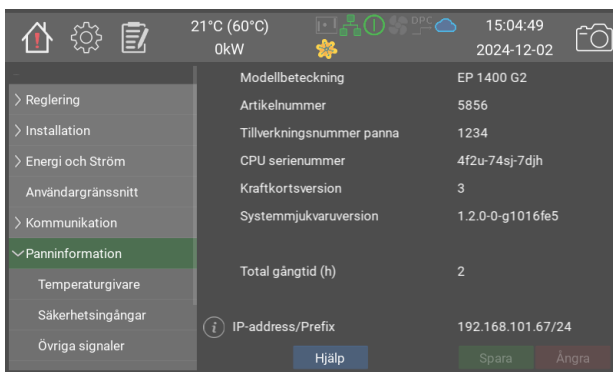 21°C (60°C)
0kW
DPC
15:04:49
2024-12-02
Reglering
Installation
Energi och Ström
Användargränssnitt
Kommunikation
Panninformation
Temperaturgivare
Säkerhetsingångar
Övriga signaler
Modellbeteckning EP 1400 G2
Artikelnummer 5856
Tillverkningsnummer panna 1234
CPU serienummer 4f2u-74sj-7djh
Kraftkortsversion 3
Systemmjukvaruversion 1.2.0-0-g1016fe5
Total gångtid (h) 2
i IP-address/Prefix 192.168.101.67/24
Hjälp
Spara
Ångra